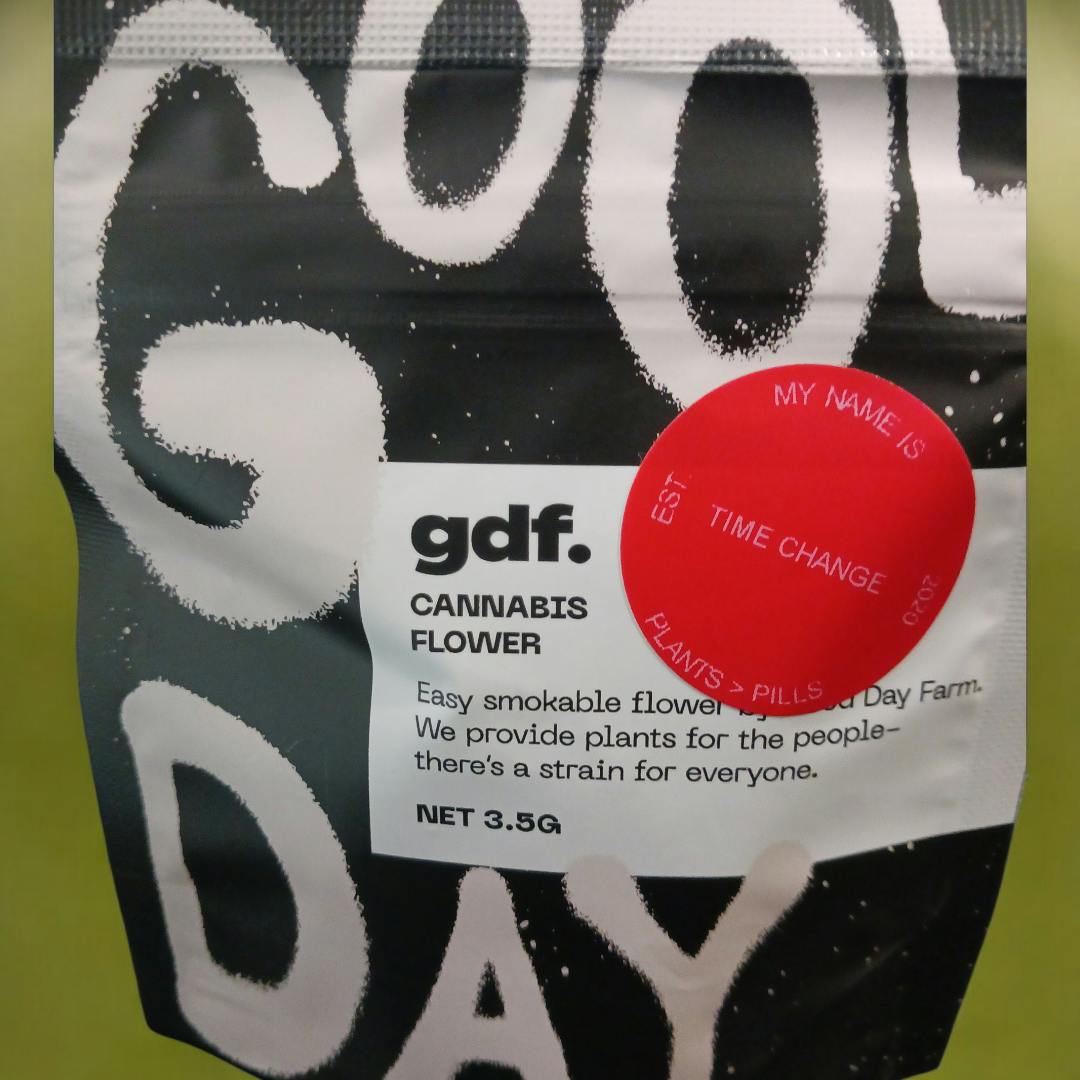 GOOD
gdf.
CANNABIS
FLOWER
Easy smokable flower Day Farm.
We provide plants for the people–
there's a strain for everyone.
NET 3.5G
MY NAME IS
EST.
TIME CHANGE
2020
PLANTS > PILLS
DAY